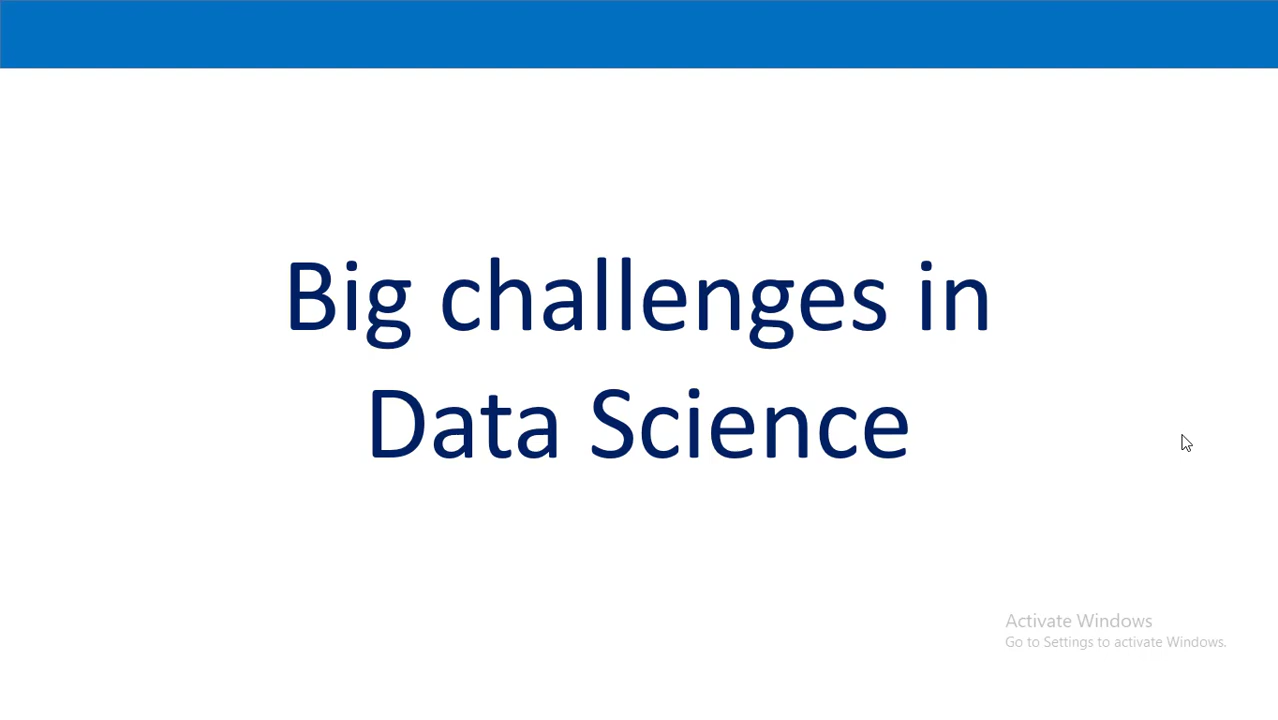 Big challenges in
Data Science
Activate Windows
Go to Settings to activate Windows.